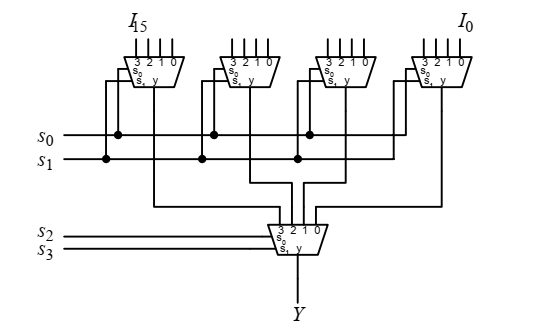 I15 I0
3 2 1 0 3 2 1 0 3 2 1 0 3 2 1 0
s0 s0 s0 s0
s1 y s1 y s1 y s1 y
s0
s1
3 2 1 0
s2 s0
s3 s1 y
Y